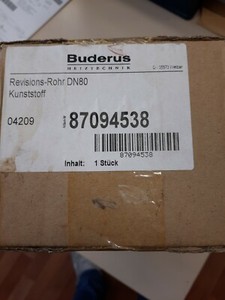 Buderus
HEIZTECHNIK
Revisions-Rohr DN80
Kunststoff
04209
87094538
87094538
Inhalt: 1 Stück